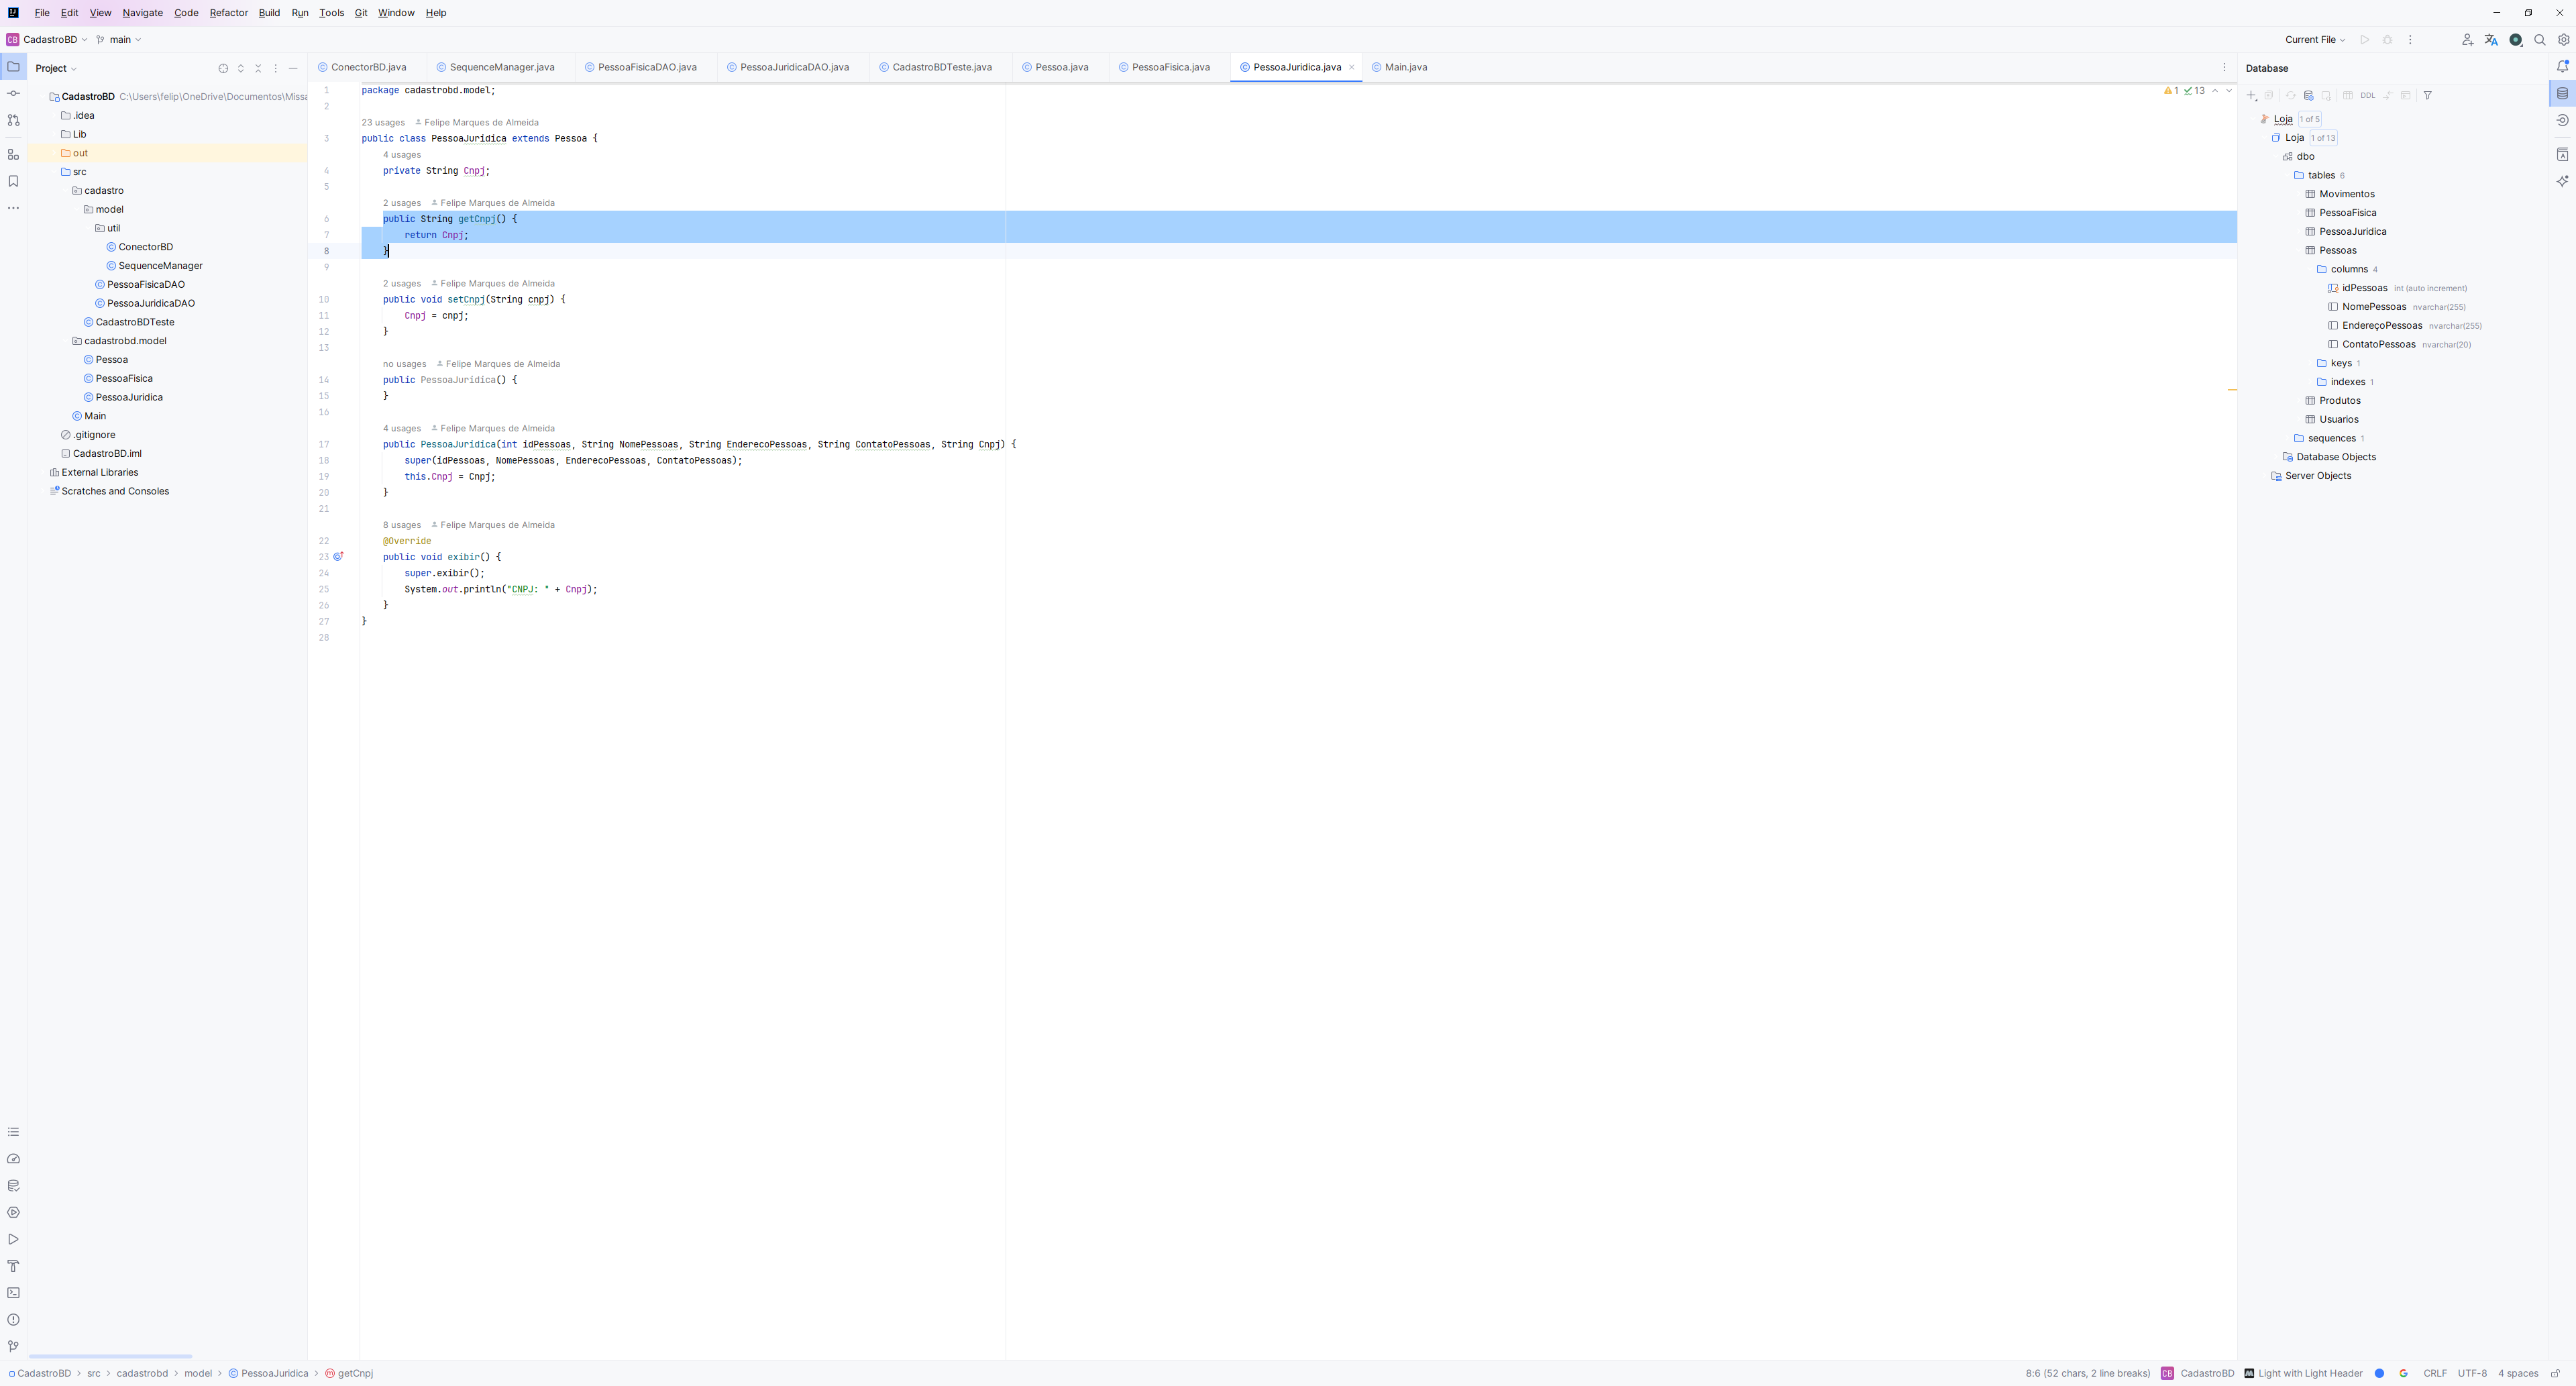 File Edit View Navigate Code Refactor Build Run Tools Git Window Help
CB CadastroBD main Current File
Project
CadastroBD C:\Users\felip\OneDrive\Documentos\Missa
.idea
Lib
out
src
cadastro
model
util
ConectorBD
SequenceManager
PessoaFisicaDAO
PessoaJuridicaDAO
CadastroBDTeste
cadastrobd.model
Pessoa
PessoaFisica
PessoaJuridica
Main
.gitignore
CadastroBD.iml
External Libraries
Scratches and Consoles
ConectorBD.java SequenceManager.java PessoaFisicaDAO.java PessoaJuridicaDAO.java CadastroBDTeste.java Pessoa.java PessoaFisica.java PessoaJuridica.java Main.java
1 package cadastrobd.model;
2
23 usages Felipe Marques de Almeida
3 public class PessoaJuridica extends Pessoa {
4 usages
4 private String Cnpj;
5
2 usages Felipe Marques de Almeida
6 public String getCnpj() {
7 return Cnpj;
8 }
9
2 usages Felipe Marques de Almeida
10 public void setCnpj(String cnpj) {
11 Cnpj = cnpj;
12 }
13
no usages Felipe Marques de Almeida
14 public PessoaJuridica() {
15 }
16
4 usages Felipe Marques de Almeida
17 public PessoaJuridica(int idPessoas, String NomePessoas, String EnderecoPessoas, String ContatoPessoas, String Cnpj) {
18 super(idPessoas, NomePessoas, EnderecoPessoas, ContatoPessoas);
19 this.Cnpj = Cnpj;
20 }
21
8 usages Felipe Marques de Almeida
22 @Override
23 public void exibir() {
24 super.exibir();
25 System.out.println("CNPJ: " + Cnpj);
26 }
27 }
28
1 13
Database
DDL
Loja 1 of 5
Loja 1 of 13
dbo
tables 6
Movimentos
PessoaFisica
PessoaJuridica
Pessoas
columns 4
idPessoas int (auto increment)
NomePessoas nvarchar(255)
EndereçoPessoas nvarchar(255)
ContatoPessoas nvarchar(20)
keys 1
indexes 1
Produtos
Usuarios
sequences 1
Database Objects
Server Objects
CadastroBD > src > cadastrobd > model > PessoaJuridica > getCnpj
8:6 (52 chars, 2 line breaks) CB CadastroBD Light with Light Header CRLF UTF-8 4 spaces